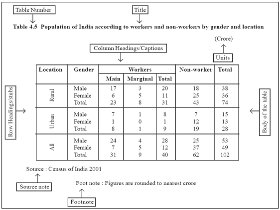 Table Number Title
Table 4.5 Population of India according to workers and non-workers by gender and location
(Crore)
Column Headings/Captions
Units
Location Gender Workers Non-worker Total
Main Marginal Total
Rural Male 17 3 20 18 38
Female 6 5 11 25 36
Total 23 8 31 43 74
Urban Male 7 1 8 7 15
Female 1 0 1 12 13
Total 8 1 9 19 28
All Male 24 4 28 25 53
Female 7 5 12 37 49
Total 31 9 40 62 102
Row Headings/stubs
Body of the table
Source : Census of India 2001
Source note
Foot note : Figures are rounded to nearest crore
Footnote